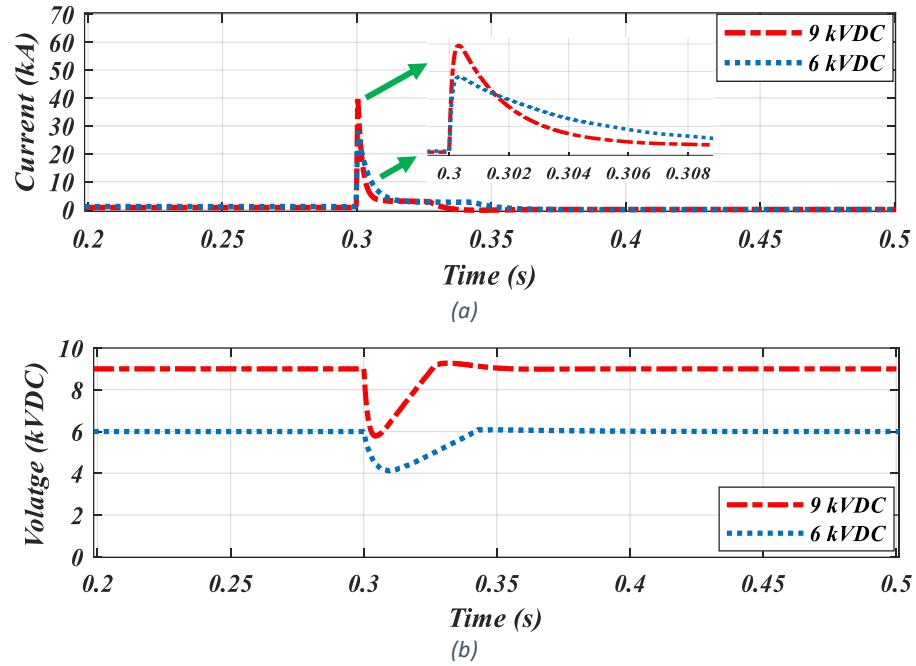 70
60
50
40
30
20
10
0
Current (kA)
9 kVDC
6 kVDC
0.3 0.302 0.304 0.306 0.308
0.2 0.25 0.3 0.35 0.4 0.45 0.5
Time (s)
(a)
10
8
6
4
2
0
Volatge (kVDC)
9 kVDC
6 kVDC
0.2 0.25 0.3 0.35 0.4 0.45 0.5
Time (s)
(b)